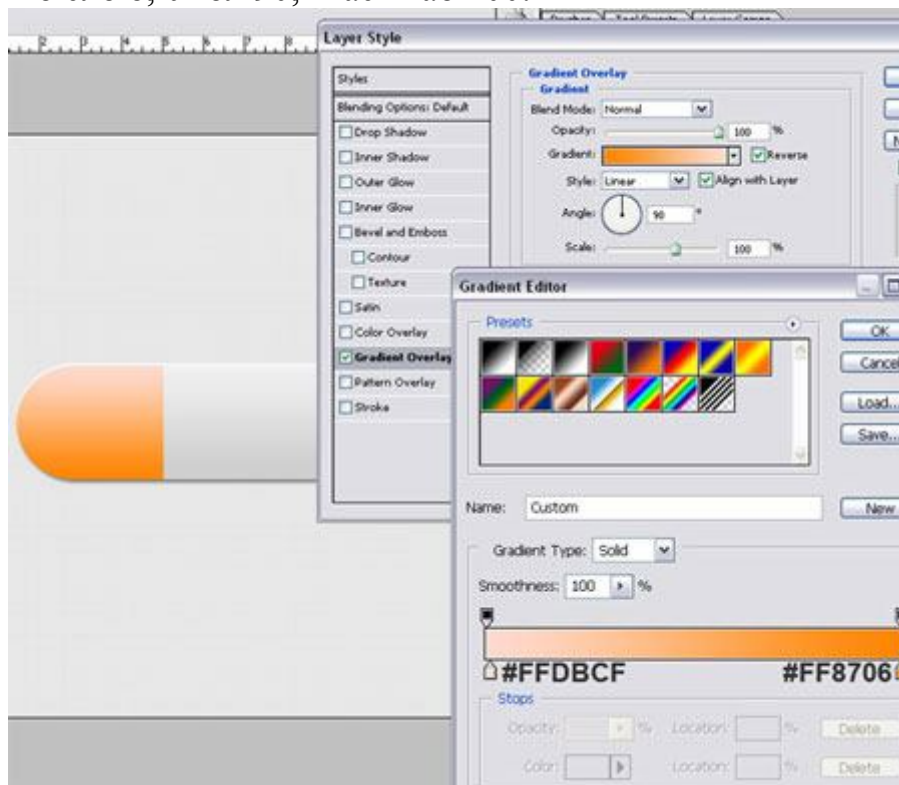 Layer Style
Styles
Blending Options: Default
Drop Shadow
Inner Shadow
Outer Glow
Inner Glow
Bevel and Emboss
Contour
Texture
Satin
Color Overlay
Gradient Overlay
Pattern Overlay
Stroke
Gradient Overlay
Gradient
Blend Mode: Normal
Opacity: 100 %
Gradient: Reverse
Style: Linear Align with Layer
Angle: 90 °
Scale: 100 %
Gradient Editor
Presets
OK
Cancel
Load...
Save...
Name: Custom New
Gradient Type: Solid
Smoothness: 100 %
#FFDBCF #FF8706
Stops
Opacity: % Location: % Delete
Color: Location: % Delete